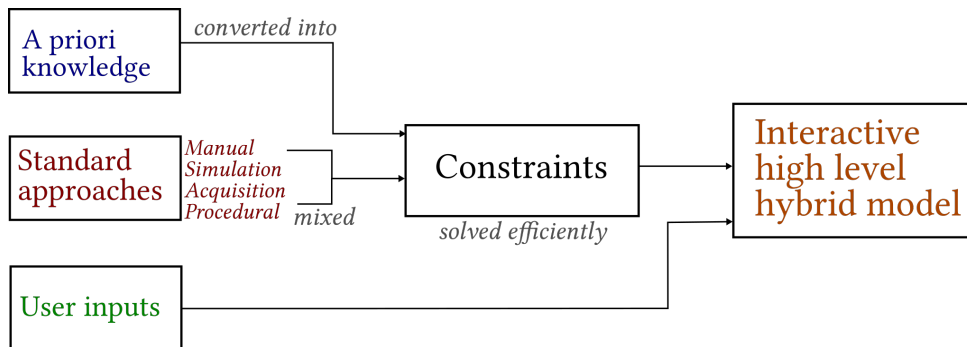 A priori
knowledge
converted into
Standard
approaches
Manual
Simulation
Acquisition
Procedural
mixed
Constraints
solved efficiently
Interactive
high level
hybrid model
User inputs